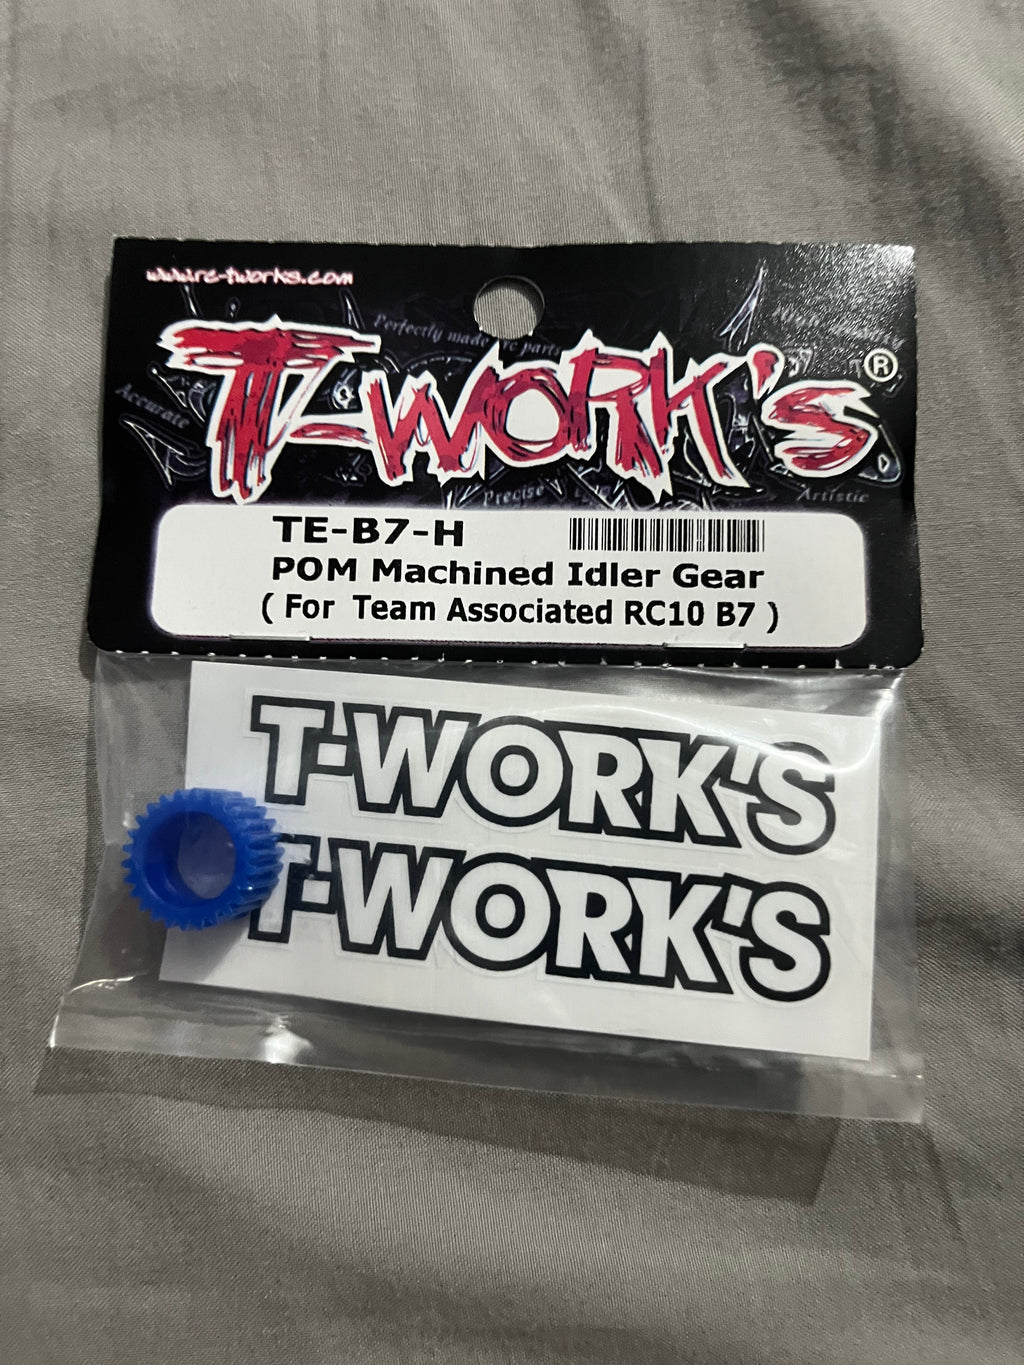 www.rc-tworks.com
Perfectly made rc parts
Accurate
T-WORK's®
Precise
Artistic
TE-B7-H
POM Machined Idler Gear
( For Team Associated RC10 B7 )
T-WORK'S
T-WORK'S